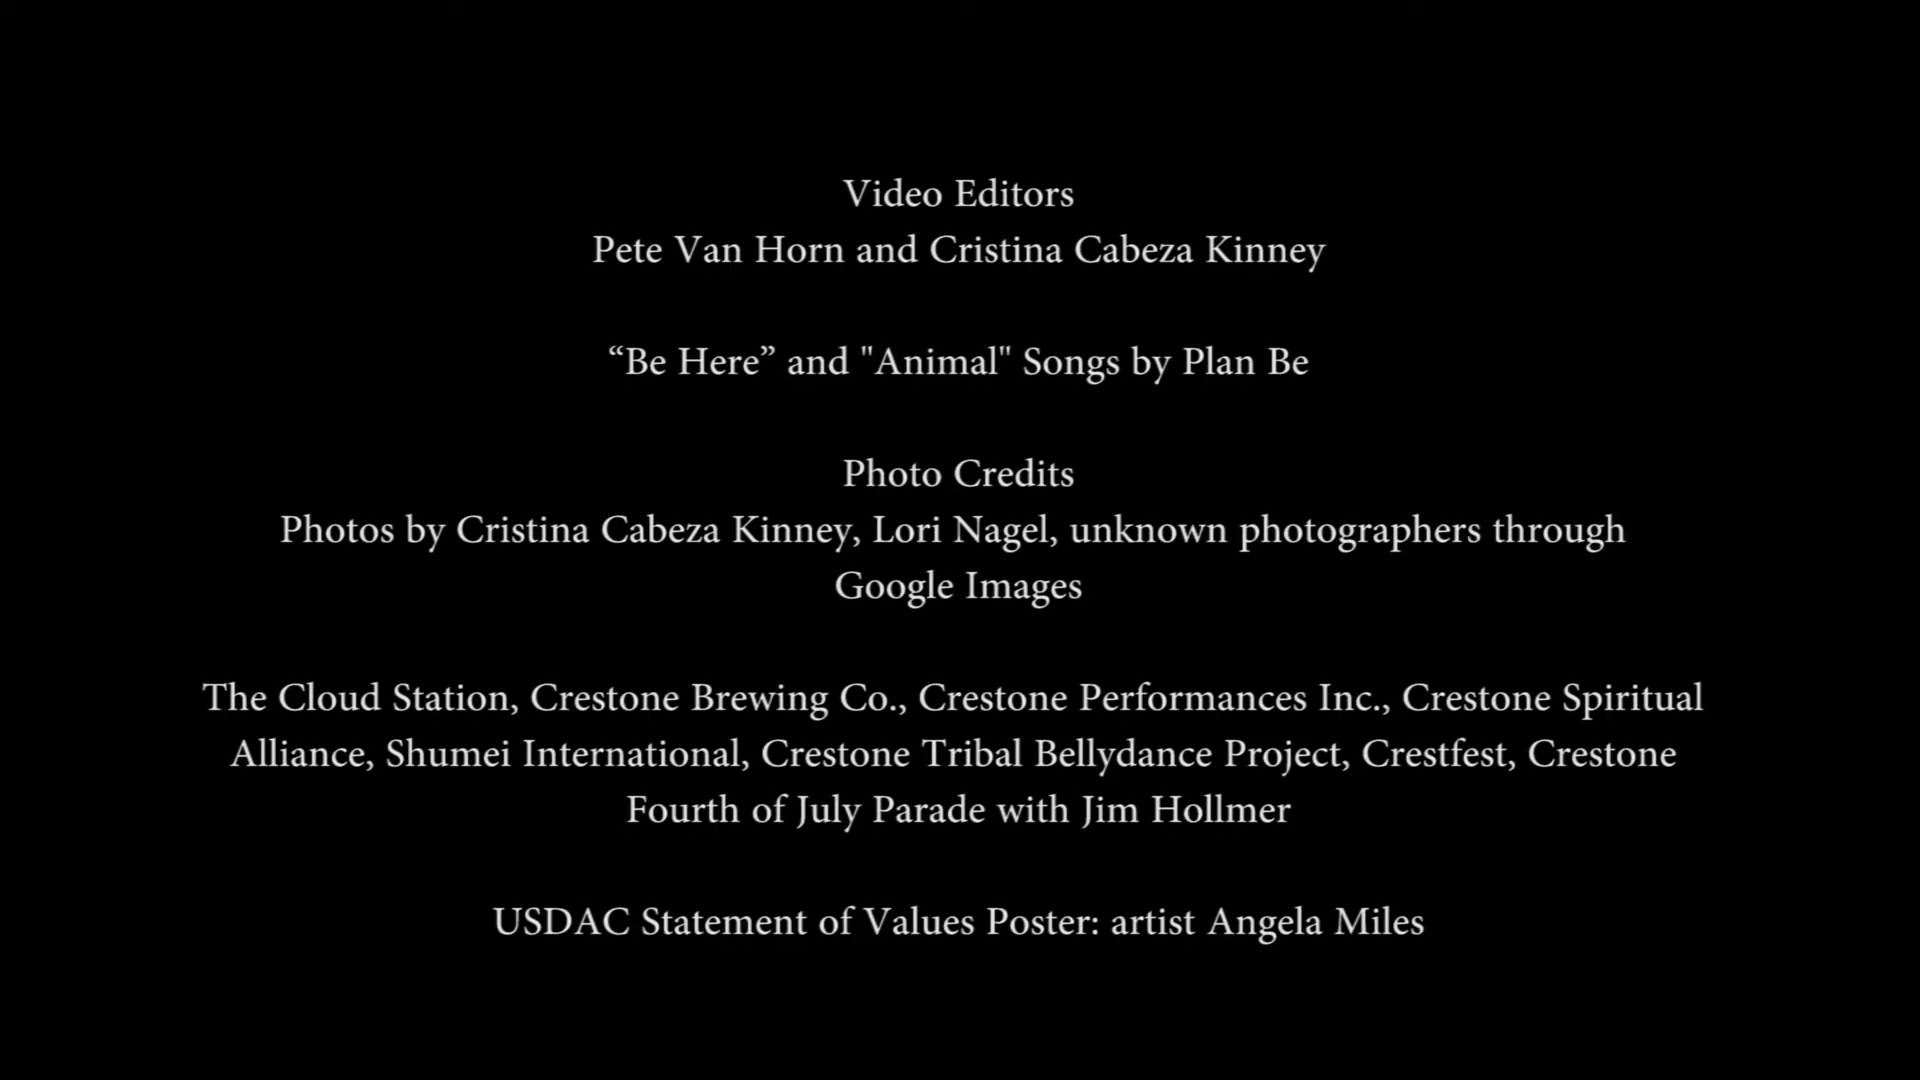 Video Editors
Pete Van Horn and Cristina Cabeza Kinney
“Be Here” and "Animal" Songs by Plan Be
Photo Credits
Photos by Cristina Cabeza Kinney, Lori Nagel, unknown photographers through
Google Images
The Cloud Station, Crestone Brewing Co., Crestone Performances Inc., Crestone Spiritual
Alliance, Shumei International, Crestone Tribal Bellydance Project, Crestfest, Crestone
Fourth of July Parade with Jim Hollmer
USDAC Statement of Values Poster: artist Angela Miles